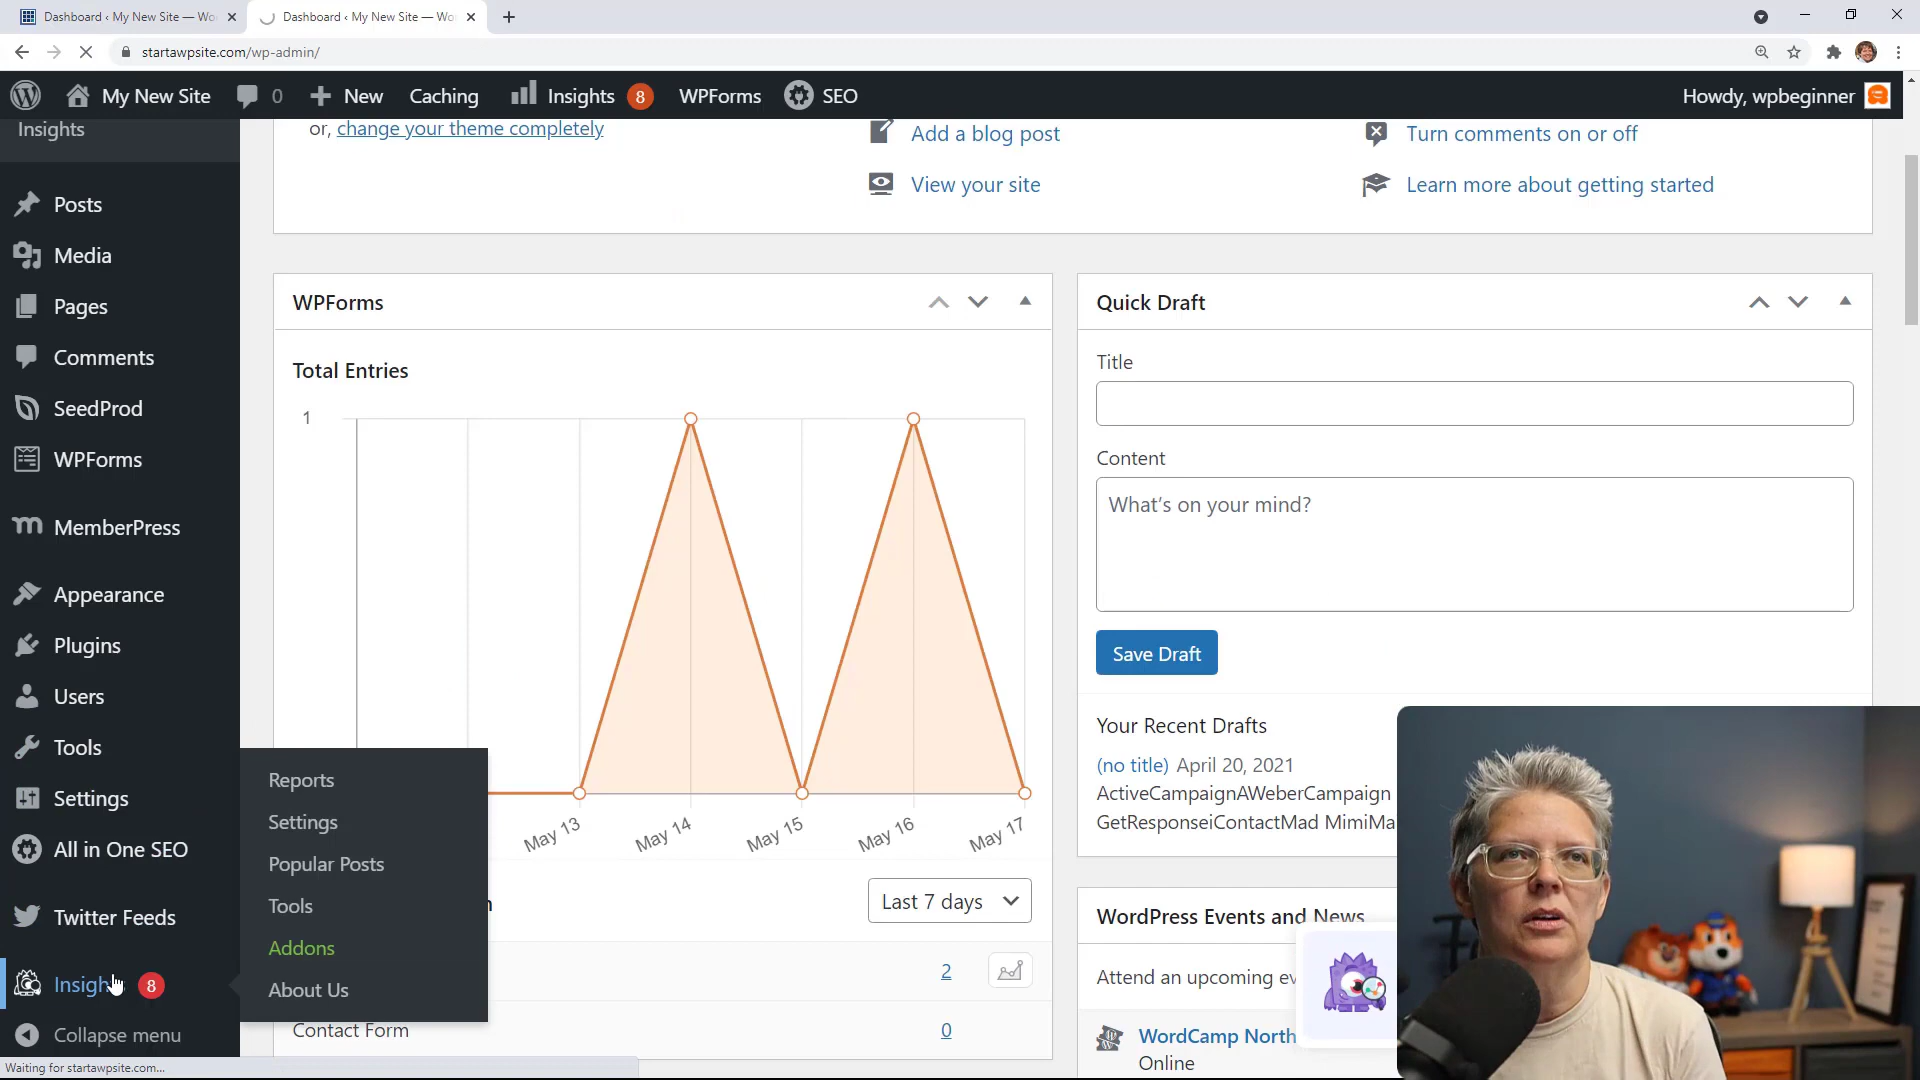 Dashboard ‹ My New Site — Wo
Dashboard ‹ My New Site — Wo
startawpsite.com/wp-admin/
My New Site
0
New
Caching
Insights
8
WPForms
SEO
Howdy, wpbeginner
Insights
Posts
Media
Pages
Comments
SeedProd
WPForms
MemberPress
Appearance
Plugins
Users
Tools
Settings
All in One SEO
Twitter Feeds
8
Collapse menu
Reports
Settings
Popular Posts
Tools
Addons
About Us
or, change your theme completely
Add a blog post
View your site
Turn comments on or off
Learn more about getting started
WPForms
Total Entries
1
May 13
May 14
May 15
May 16
May 17
Last 7 days
2
Contact Form
0
Quick Draft
Title
Content
What's on your mind?
Save Draft
Your Recent Drafts
(no title) April 20, 2021
ActiveCampaignAWeberCampaign
GetResponseiContactMad MimiMa
WordPress Events and News
Attend an upcoming ev
WordCamp North
Online
Waiting for startawpsite.com...